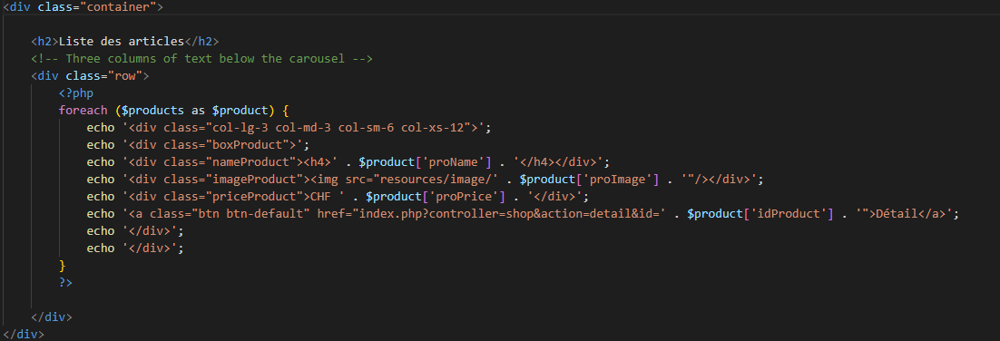 <div class="container">
<h2>Liste des articles</h2>
<!-- Three columns of text below the carousel -->
<div class="row">
<?php
foreach ($products as $product) {
echo '<div class="col-lg-3 col-md-3 col-sm-6 col-xs-12">';
echo '<div class="boxProduct">';
echo '<div class="nameProduct"><h4>' . $product['proName'] . '</h4></div>';
echo '<div class="imageProduct"><img src="resources/image/' . $product['proImage'] . '"/></div>';
echo '<div class="priceProduct">CHF ' . $product['proPrice'] . '</div>';
echo '<a class="btn btn-default" href="index.php?controller=shop&action=detail&id=' . $product['idProduct'] . '">Détail</a>';
echo '</div>';
echo '</div>';
}
?>
</div>
</div>